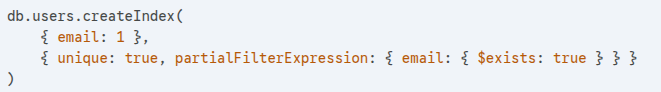 db.users.createIndex(
    { email: 1 },
    { unique: true, partialFilterExpression: { email: { $exists: true } } }
)